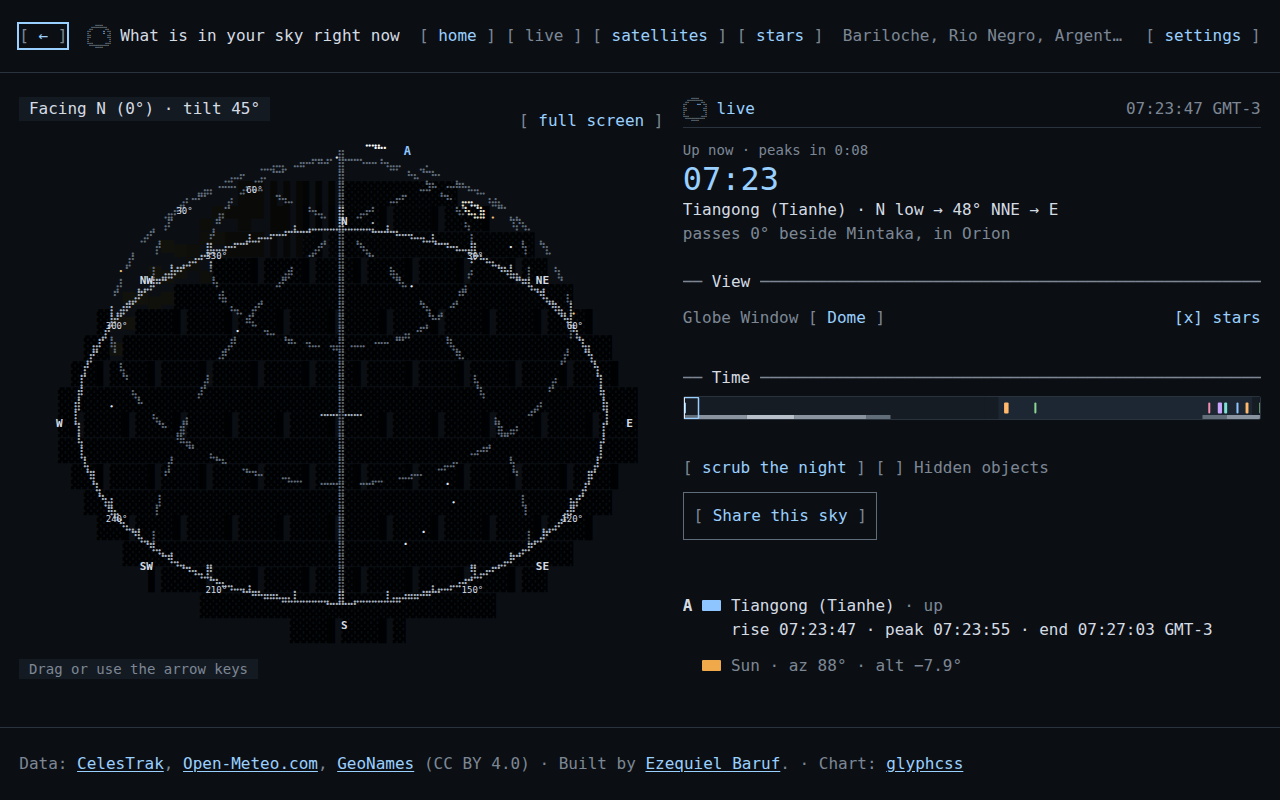 [ ← ] What is in your sky right now [ home ] [ live ] [ satellites ] [ stars ] Bariloche, Rio Negro, Argent… [ settings ]
Facing N (0°) · tilt 45°
[ full screen ]
A
60°
30°
N
330°
30°
NW
NE
300°
60°
W
E
240°
120°
SW
SE
210°
150°
S
Drag or use the arrow keys
live 07:23:47 GMT-3
Up now · peaks in 0:08
07:23
Tiangong (Tianhe) · N low → 48° NNE → E
passes 0° beside Mintaka, in Orion
View
Globe Window [ Dome ] [x] stars
Time
[ scrub the night ] [ ] Hidden objects
[ Share this sky ]
A Tiangong (Tianhe) · up
rise 07:23:47 · peak 07:23:55 · end 07:27:03 GMT-3
Sun · az 88° · alt −7.9°
Data: CelesTrak, Open-Meteo.com, GeoNames (CC BY 4.0) · Built by Ezequiel Baruf. · Chart: glyphcss